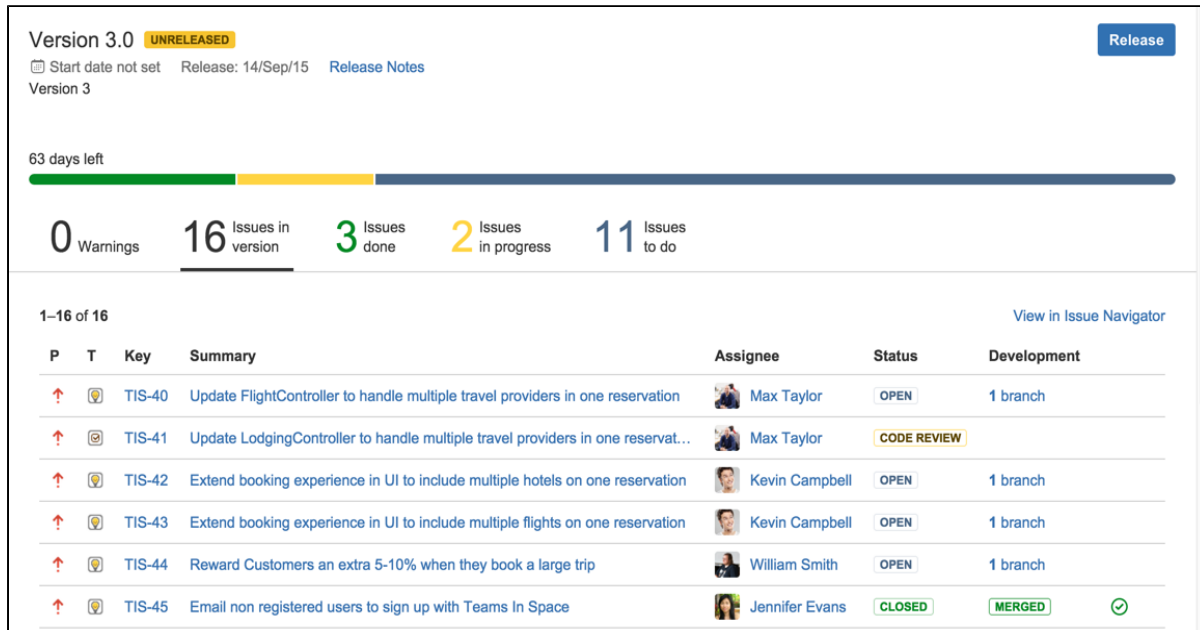 Version 3.0 UNRELEASED Release
Start date not set Release: 14/Sep/15 Release Notes
Version 3
63 days left
0 Warnings 16 Issues in version 3 Issues done 2 Issues in progress 11 Issues to do
1–16 of 16 View in Issue Navigator
P T Key Summary Assignee Status Development
TIS-40 Update FlightController to handle multiple travel providers in one reservation Max Taylor OPEN 1 branch
TIS-41 Update LodgingController to handle multiple travel providers in one reservat... Max Taylor CODE REVIEW
TIS-42 Extend booking experience in UI to include multiple hotels on one reservation Kevin Campbell OPEN 1 branch
TIS-43 Extend booking experience in UI to include multiple flights on one reservation Kevin Campbell OPEN 1 branch
TIS-44 Reward Customers an extra 5-10% when they book a large trip William Smith OPEN 1 branch
TIS-45 Email non registered users to sign up with Teams In Space Jennifer Evans CLOSED MERGED